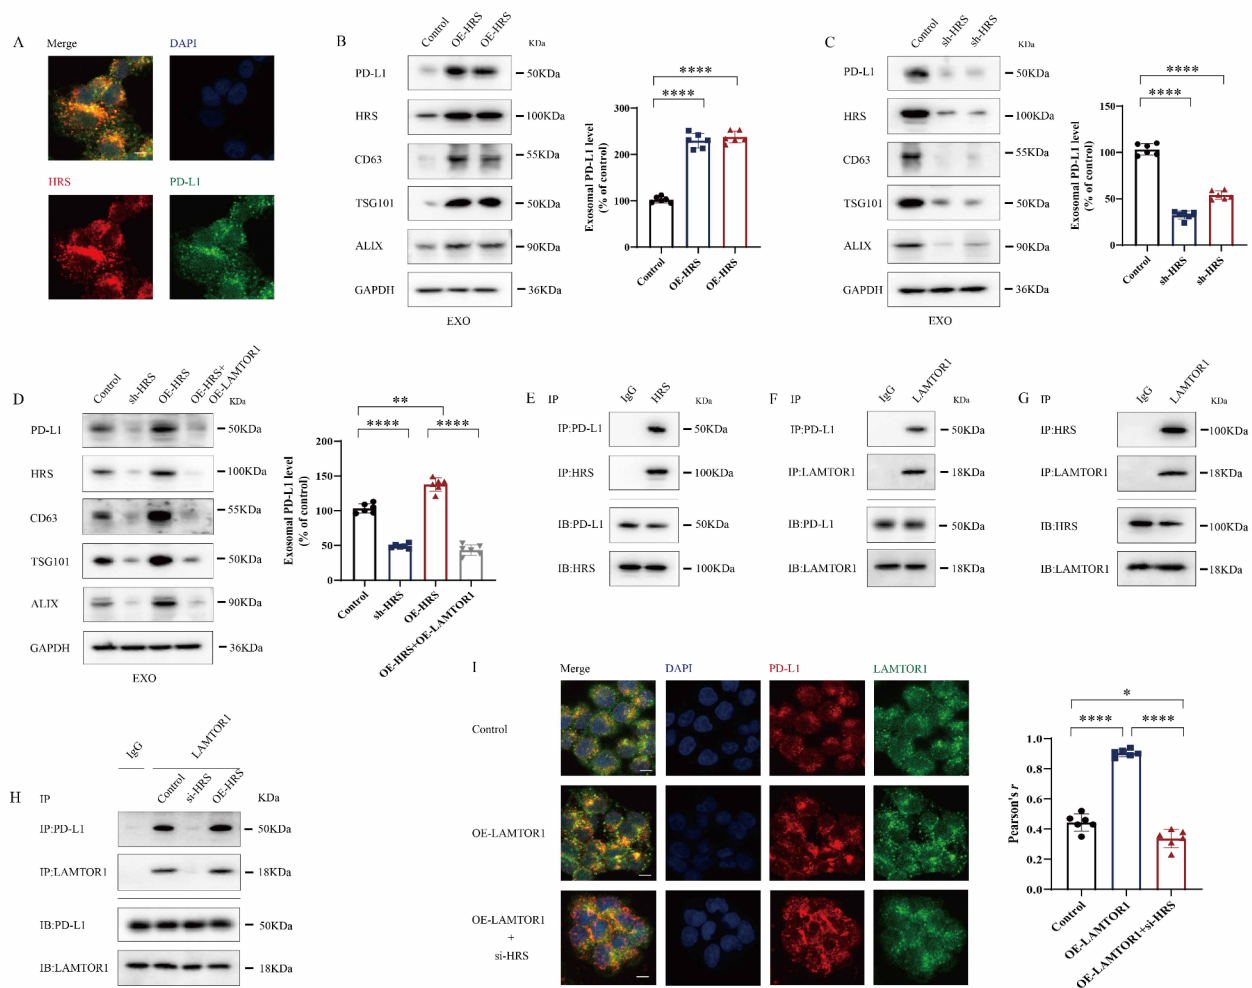 A
Merge
DAPI
HRS
PD-L1
B
Control
OE-HRS
OE-HRS
KDa
PD-L1
50KDa
HRS
100KDa
CD63
55KDa
TSG101
50KDa
ALIX
90KDa
GAPDH
36KDa
EXO
Exosomal PD-L1 level
(% of control)
300
200
100
0
****
****
Control
OE-HRS
OE-HRS
C
Control
sh-HRS
sh-HRS
KDa
PD-L1
50KDa
HRS
100KDa
CD63
55KDa
TSG101
50KDa
ALIX
90KDa
GAPDH
36KDa
EXO
Exosomal PD-L1 level
(% of control)
150
100
50
0
****
****
Control
sh-HRS
sh-HRS
D
Control
sh-HRS
OE-HRS
OE-HRS+
OE-LAMTOR1
KDa
PD-L1
50KDa
HRS
100KDa
CD63
55KDa
TSG101
50KDa
ALIX
90KDa
GAPDH
36KDa
EXO
Exosomal PD-L1 level
(% of control)
200
150
100
50
0
**
****
****
Control
sh-HRS
OE-HRS
OE-HRS+OE-LAMTOR1
E
IP
IgG
HRS
KDa
IP:PD-L1
50KDa
IP:HRS
100KDa
IB:PD-L1
50KDa
IB:HRS
100KDa
F
IP
IgG
LAMTOR1
KDa
IP:PD-L1
50KDa
IP:LAMTOR1
18KDa
IB:PD-L1
50KDa
IB:LAMTOR1
18KDa
G
IP
IgG
LAMTOR1
KDa
IP:HRS
100KDa
IP:LAMTOR1
18KDa
IB:HRS
100KDa
IB:LAMTOR1
18KDa
H
IP
IgG
LAMTOR1
Control
si-HRS
OE-HRS
KDa
IP:PD-L1
50KDa
IP:LAMTOR1
18KDa
IB:PD-L1
50KDa
IB:LAMTOR1
18KDa
I
Merge
DAPI
PD-L1
LAMTOR1
Control
OE-LAMTOR1
OE-LAMTOR1
+
si-HRS
Pearson's r
1.0
0.8
0.6
0.4
0.2
0
*
****
****
Control
OE-LAMTOR1
OE-LAMTOR1+si-HRS